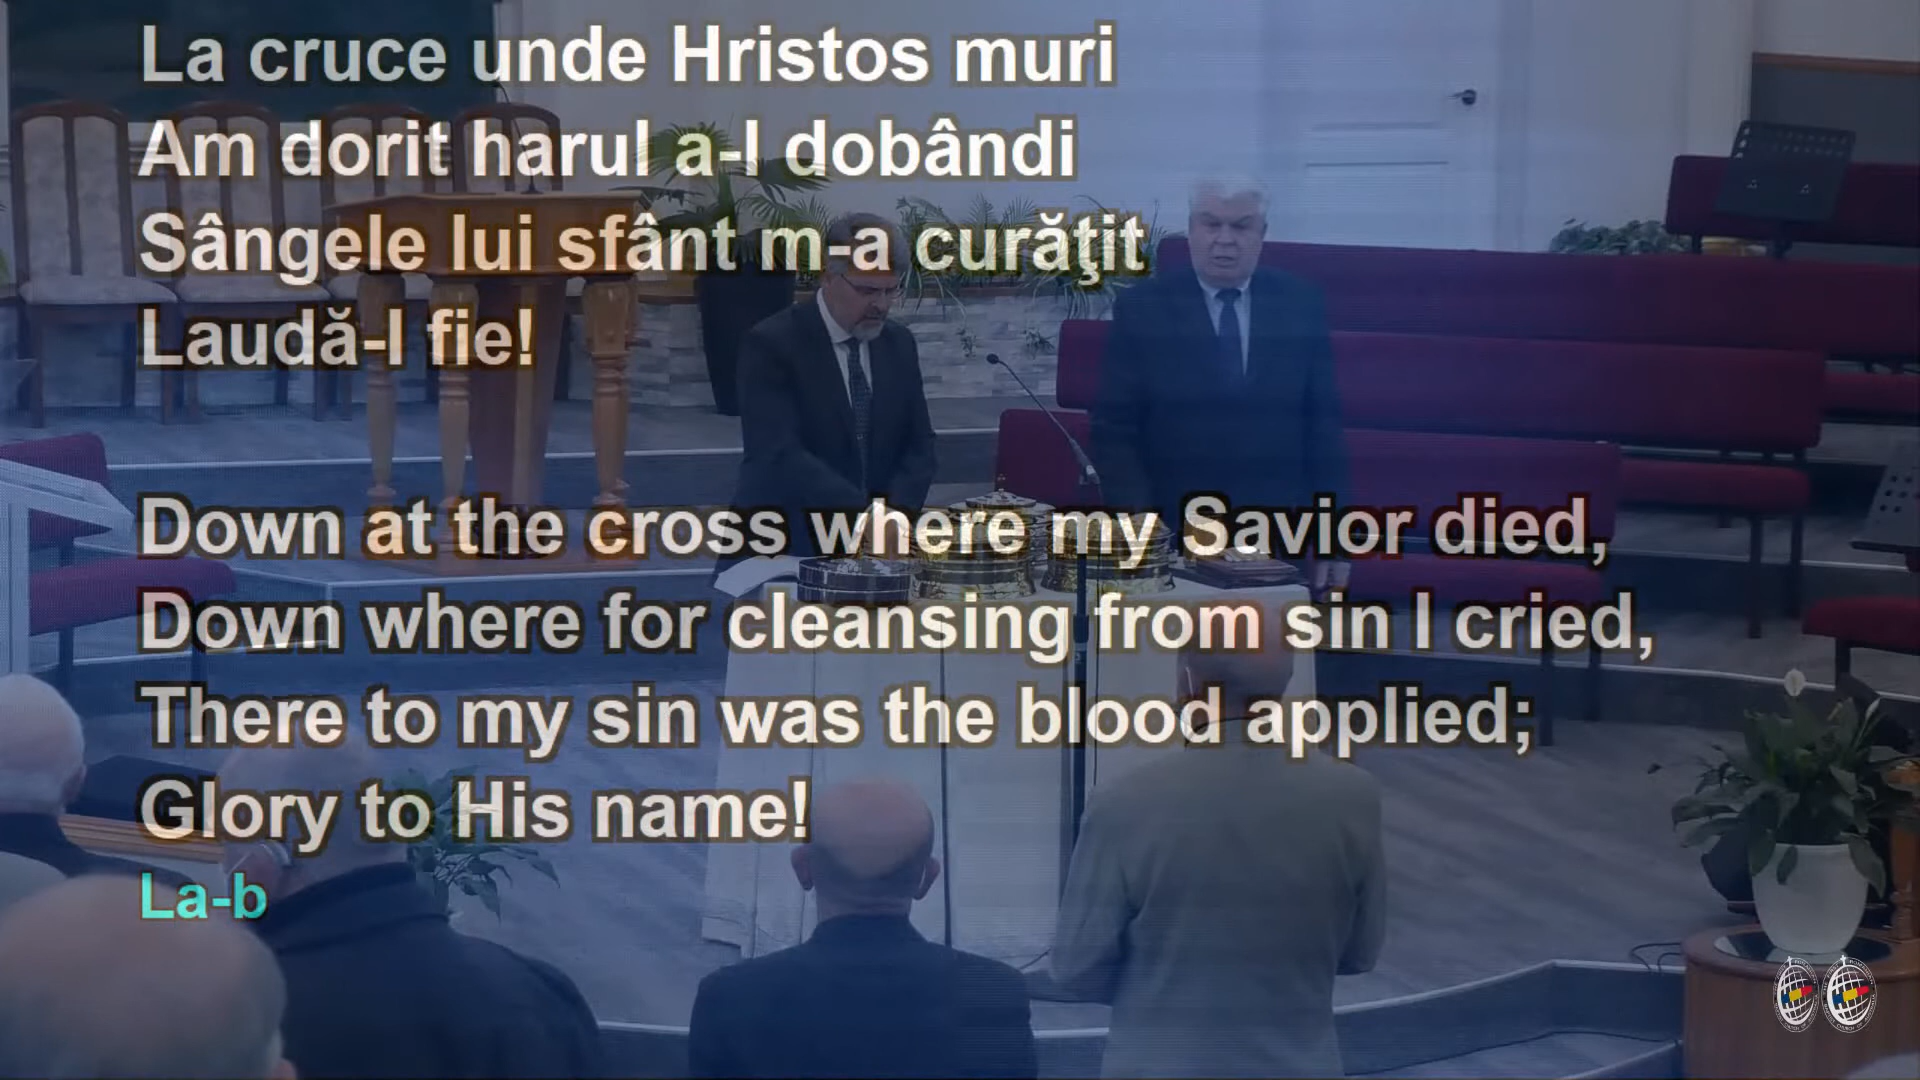 La cruce unde Hristos muri
Am dorit harul a-l dobândi
Sângele lui sfânt m-a curăţit
Laudă-I fie!
Down at the cross where my Savior died,
Down where for cleansing from sin I cried,
There to my sin was the blood applied;
Glory to His name!
La-b